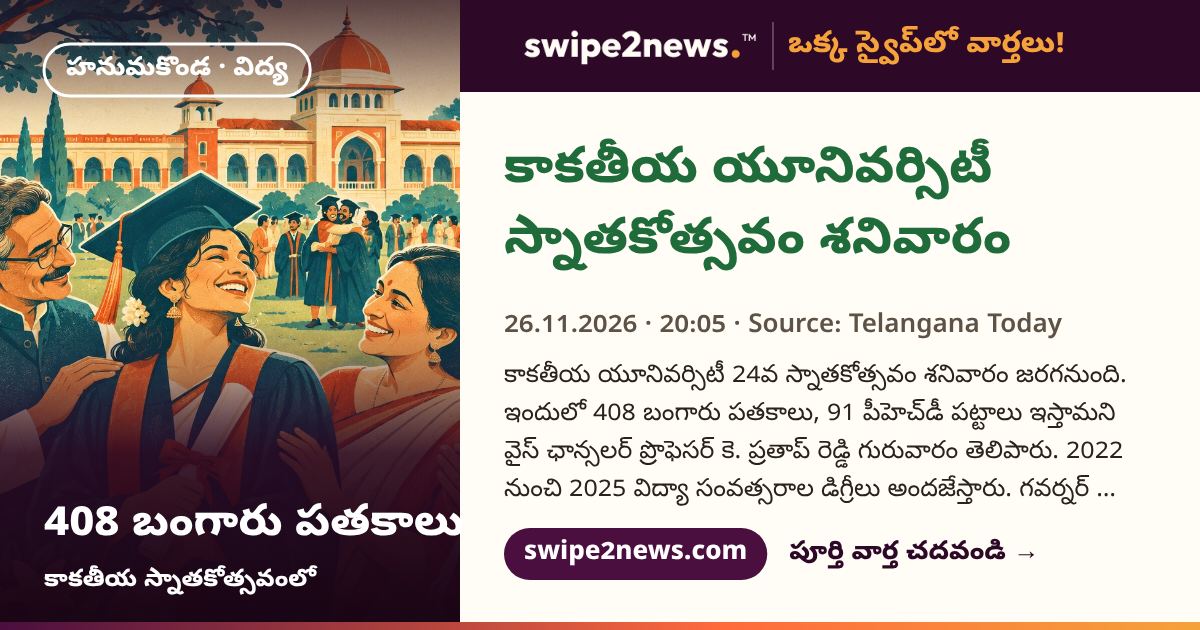 హనుమకొండ · విద్య
408 బంగారు పతకాలు
కాకతీయ స్నాతకోత్సవంలో
swipe2news.™ ఒక్క స్వైప్‌లో వార్తలు!
కాకతీయ యూనివర్సిటీ
స్నాతకోత్సవం శనివారం
26.11.2026 · 20:05 · Source: Telangana Today
కాకతీయ యూనివర్సిటీ 24వ స్నాతకోత్సవం శనివారం జరగనుంది.
ఇందులో 408 బంగారు పతకాలు, 91 పీహెచ్‌డీ పట్టాలు ఇస్తామని
వైస్ ఛాన్సలర్ ప్రొఫెసర్ కె. ప్రతాప్ రెడ్డి గురువారం తెలిపారు. 2022
నుంచి 2025 విద్యా సంవత్సరాల డిగ్రీలు అందజేస్తారు. గవర్నర్ ...
swipe2news.com పూర్తి వార్త చదవండి →